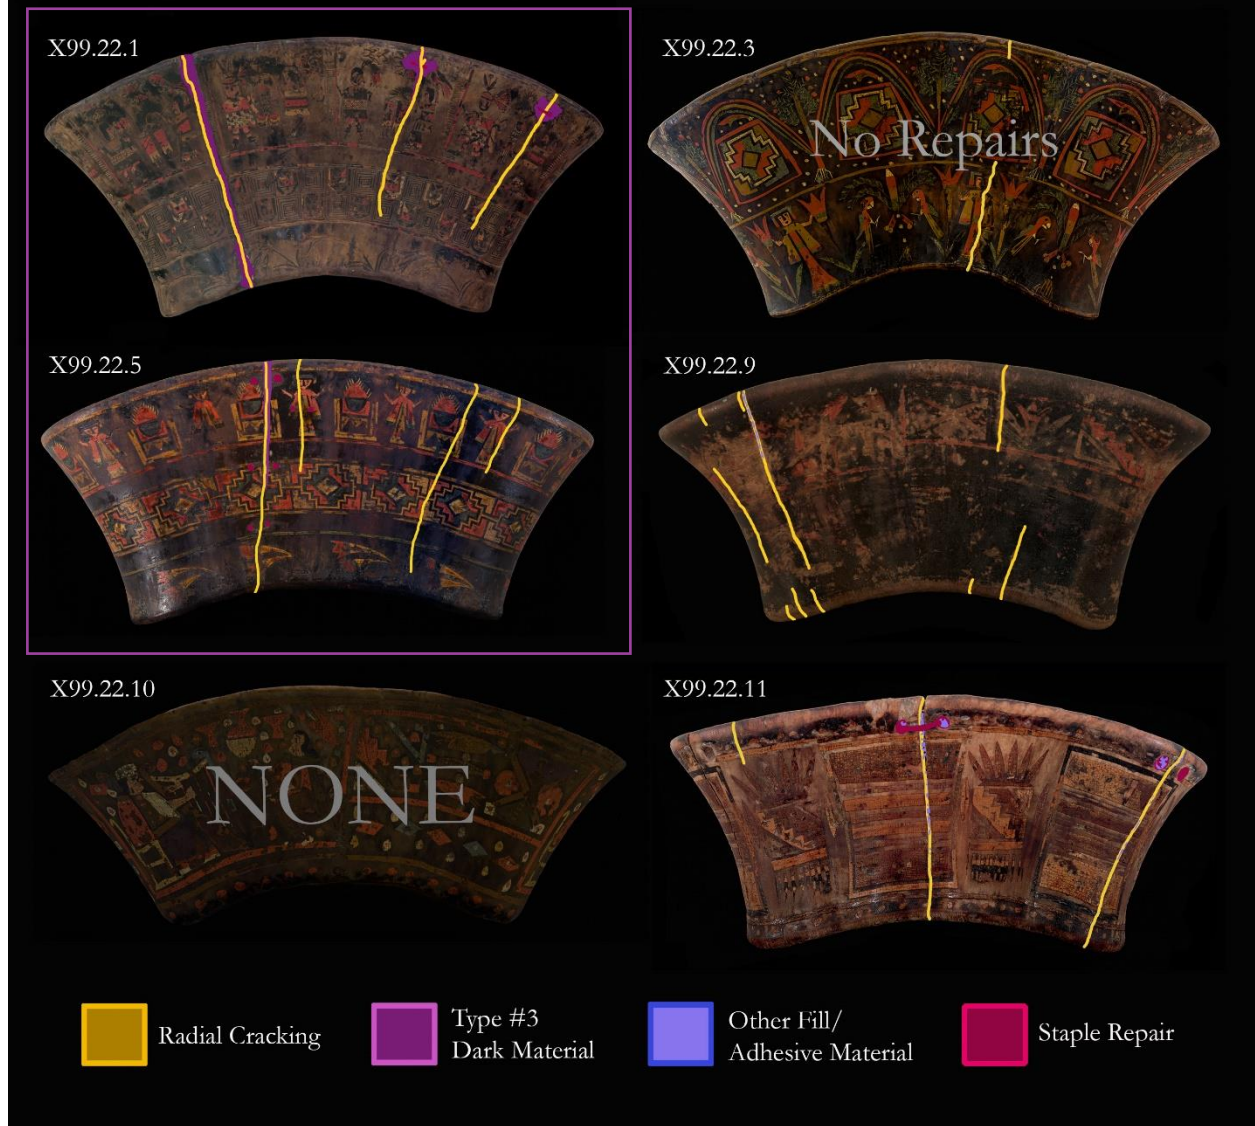 X99.22.1
X99.22.3
No Repairs
X99.22.5
X99.22.9
X99.22.10
NONE
X99.22.11
Radial Cracking
Type #3
Dark Material
Other Fill/
Adhesive Material
Staple Repair